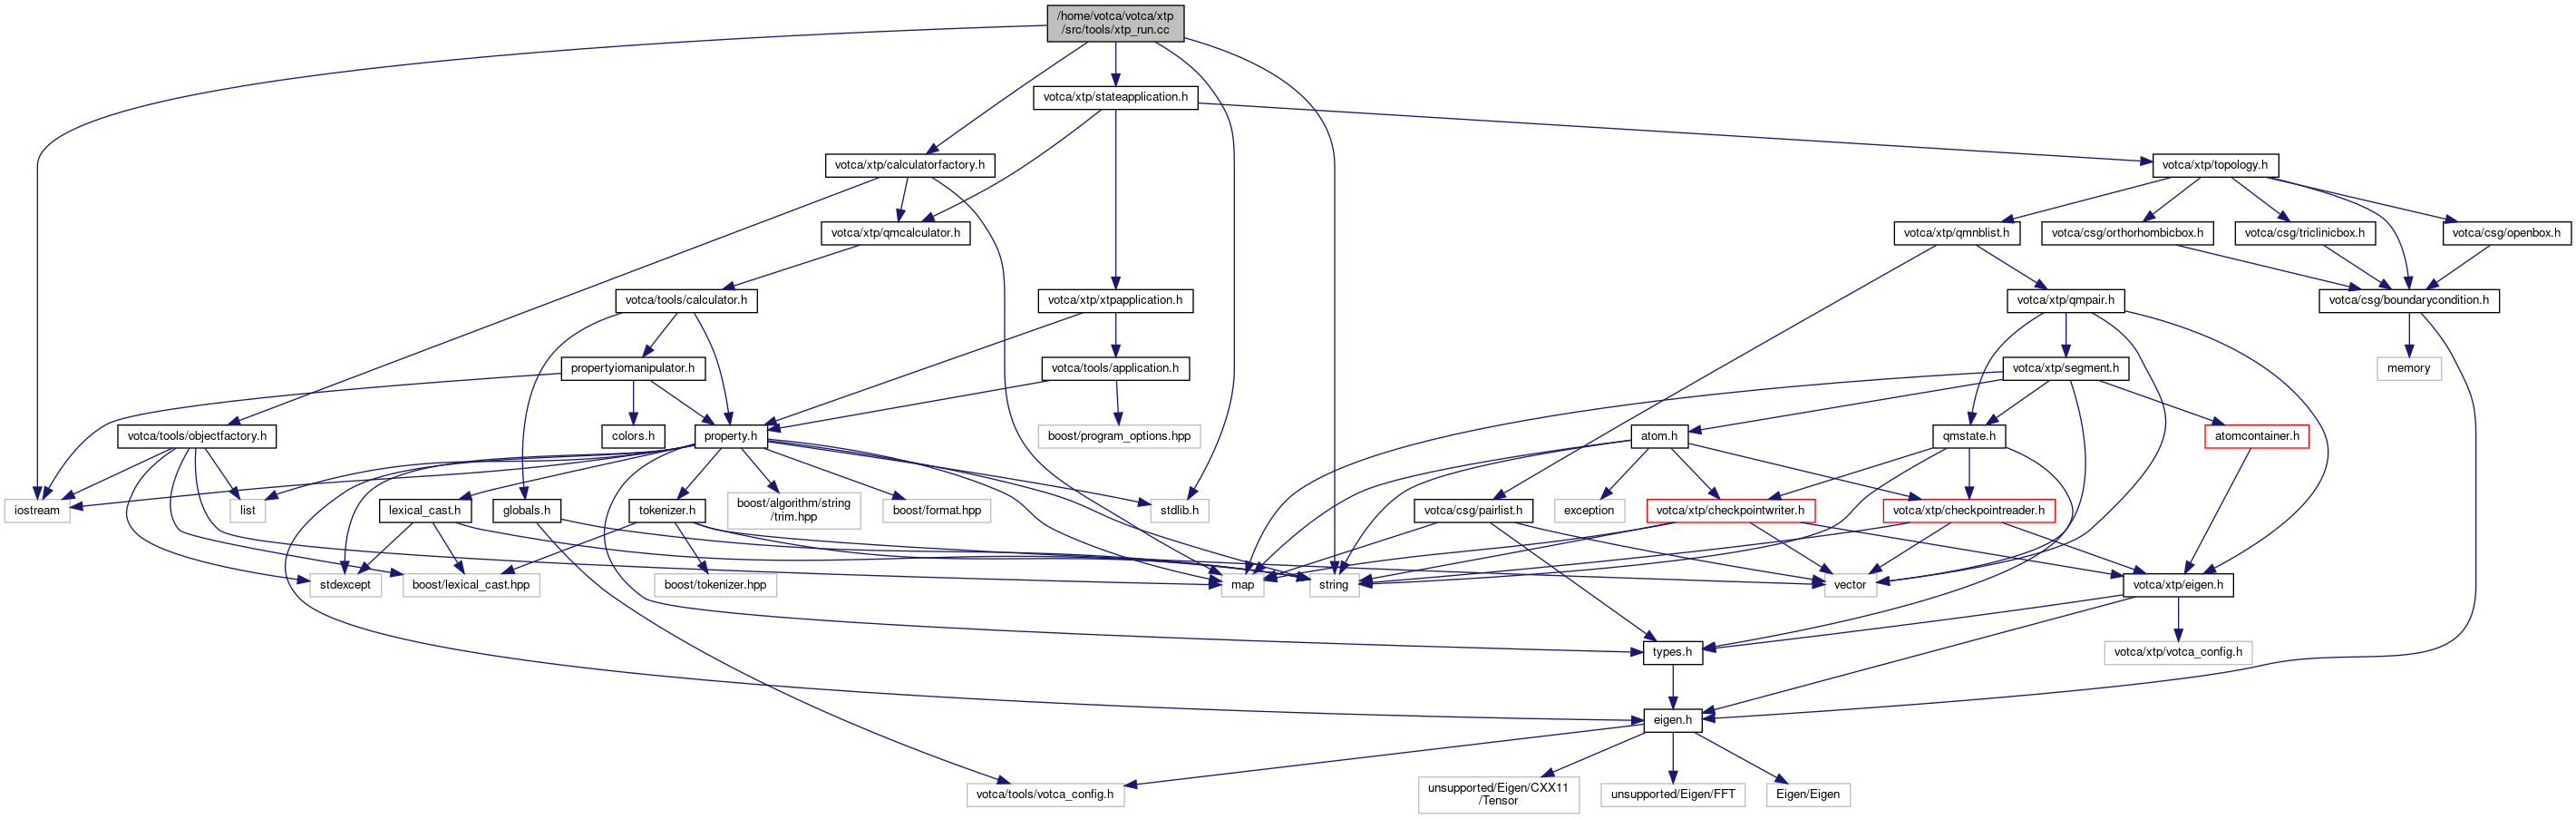 /home/votca/votca/xtp
/src/tools/xtp_run.cc
votca/xtp/stateapplication.h
votca/xtp/calculatorfactory.h
votca/xtp/topology.h
votca/xtp/qmcalculator.h
votca/xtp/qmnblist.h
votca/csg/orthorhombicbox.h
votca/csg/triclinicbox.h
votca/csg/openbox.h
votca/tools/calculator.h
votca/xtp/xtpapplication.h
votca/xtp/qmpair.h
votca/csg/boundarycondition.h
propertyiomanipulator.h
votca/tools/application.h
votca/xtp/segment.h
memory
votca/tools/objectfactory.h
colors.h
property.h
boost/program_options.hpp
atom.h
qmstate.h
atomcontainer.h
iostream
list
lexical_cast.h
globals.h
tokenizer.h
boost/algorithm/string
/trim.hpp
boost/format.hpp
stdlib.h
votca/csg/pairlist.h
exception
votca/xtp/checkpointwriter.h
votca/xtp/checkpointreader.h
stdexcept
boost/lexical_cast.hpp
boost/tokenizer.hpp
map
string
vector
votca/xtp/eigen.h
types.h
votca/xtp/votca_config.h
eigen.h
votca/tools/votca_config.h
unsupported/Eigen/CXX11
/Tensor
unsupported/Eigen/FFT
Eigen/Eigen